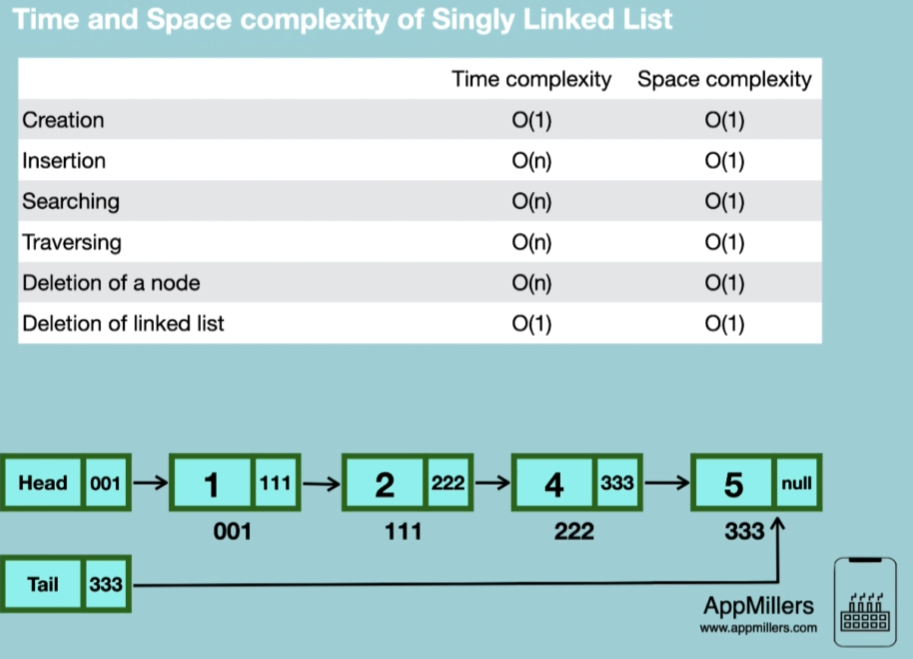 Time and Space complexity of Singly Linked List
Time complexity Space complexity
Creation O(1) O(1)
Insertion O(n) O(1)
Searching O(n) O(1)
Traversing O(n) O(1)
Deletion of a node O(n) O(1)
Deletion of linked list O(1) O(1)
Head 001 1 111 2 222 4 333 5 null
001 111 222 333
Tail 333
AppMillers
www.appmillers.com